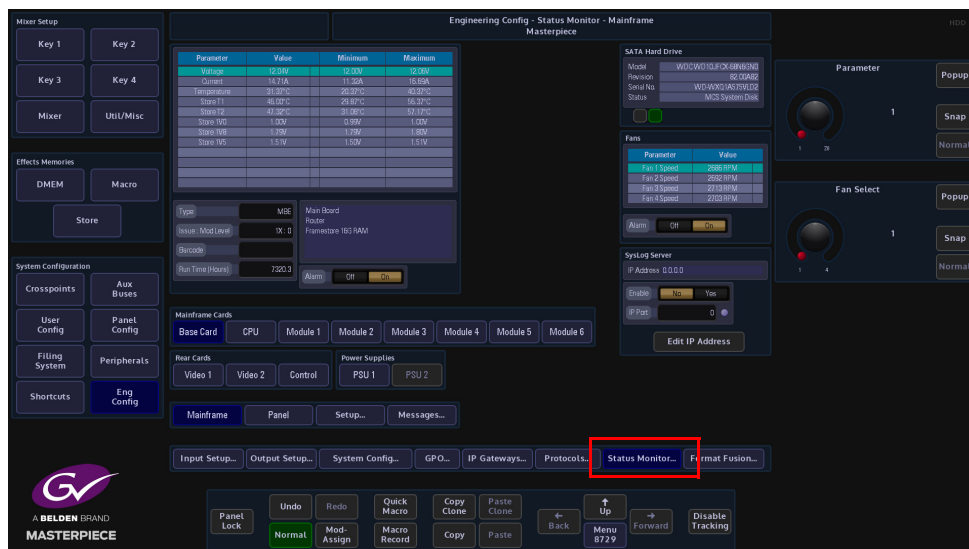 Mixer Setup
Key 1
Key 2
Key 3
Key 4
Mixer
Util/Misc
Effects Memories
DMEM
Macro
Store
System Configuration
Crosspoints
Aux
Buses
User
Config
Panel
Config
Filing
System
Peripherals
Shortcuts
Eng
Config
Engineering Config - Status Monitor - Mainframe
Masterpiece
HDD
Parameter Value Minimum Maximum
Voltage 12.04V 12.00V 12.06V
Current 14.71A 11.32A 16.69A
Temperature 31.37°C 20.37°C 40.37°C
Store T1 46.00°C 29.87°C 56.37°C
Store T2 47.32°C 31.06°C 57.17°C
Store 1V0 1.00V 0.99V 1.00V
Store 1V8 1.79V 1.79V 1.80V
Store 1V5 1.51V 1.50V 1.51V
Type MBE
Issue : Mod Level 1X : 0
Barcode
Run Time (Hours) 7320.3
Main Board
Router
Framestore 16G RAM
Alarm Off On
Mainframe Cards
Base Card CPU Module 1 Module 2 Module 3 Module 4 Module 5 Module 6
Rear Cards
Video 1 Video 2 Control
Power Supplies
PSU 1 PSU 2
Mainframe Panel Setup... Messages...
Input Setup... Output Setup... System Config... GPO... IP Gateways... Protocols... Status Monitor... Format Fusion...
SATA Hard Drive
Model
Revision 82.00A82
Serial No.
Status MCS System Disk
Fans
Parameter Value
Fan 1 Speed 2686 RPM
Fan 2 Speed 2692 RPM
Fan 3 Speed 2713 RPM
Fan 4 Speed 2703 RPM
Alarm Off On
SysLog Server
IP Address 0.0.0.0
Enable No Yes
IP Port 0
Edit IP Address
Parameter
1
1 20
Popup
Snap
Normal
Fan Select
1
1 4
Popup
Snap
Normal
GV
A BELDEN BRAND
MASTERPIECE
Panel
Lock
Undo
Redo
Normal
Mod-
Assign
Quick
Macro
Macro
Record
Copy
Clone
Paste
Clone
Copy
Paste
← Back
↑ Up
Menu
8729
→ Forward
Disable
Tracking